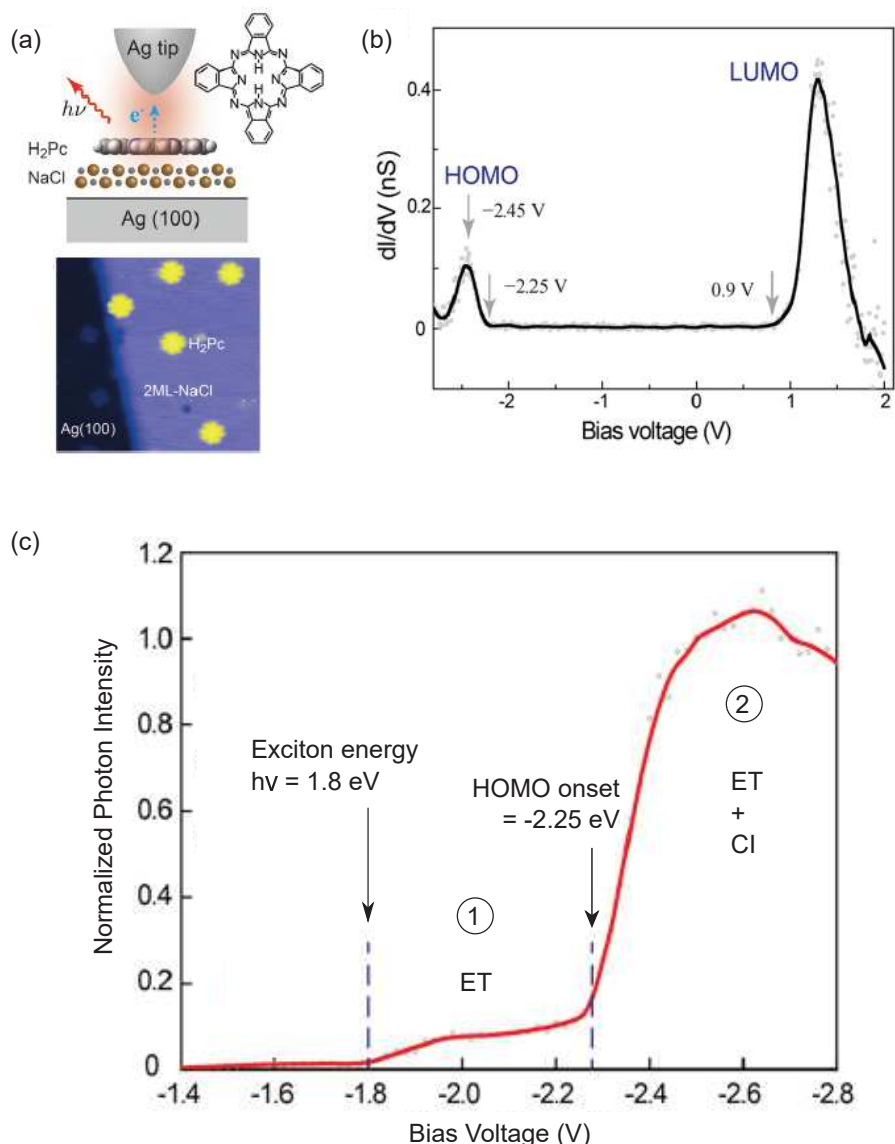 (a)
Ag tip
hν
e-
H₂Pc
NaCl
Ag (100)
N
N
N
H
N
N
H
N
N
N
H₂Pc
2ML-NaCl
Ag(100)
(b)
dI/dV (nS)
0.4
0.2
0
HOMO
−2.45 V
−2.25 V
0.9 V
LUMO
-2
-1
0
1
2
Bias voltage (V)
(c)
Normalized Photon Intensity
1.2
1.0
0.8
0.6
0.4
0.2
0
Exciton energy
hν = 1.8 eV
HOMO onset
= -2.25 eV
1
ET
2
ET
+
CI
-1.4
-1.6
-1.8
-2.0
-2.2
-2.4
-2.6
-2.8
Bias Voltage (V)